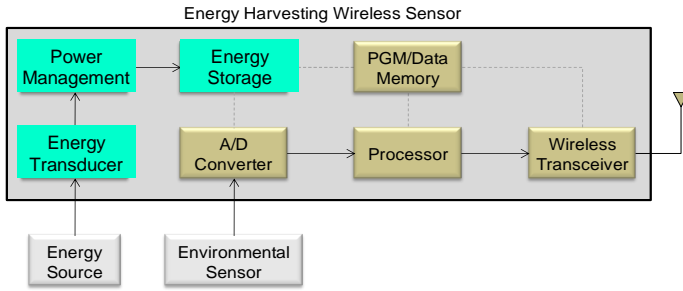 Energy Harvesting Wireless Sensor
Power
Management
Energy
Storage
PGM/Data
Memory
Energy
Transducer
A/D
Converter
Processor
Wireless
Transceiver
Energy
Source
Environmental
Sensor